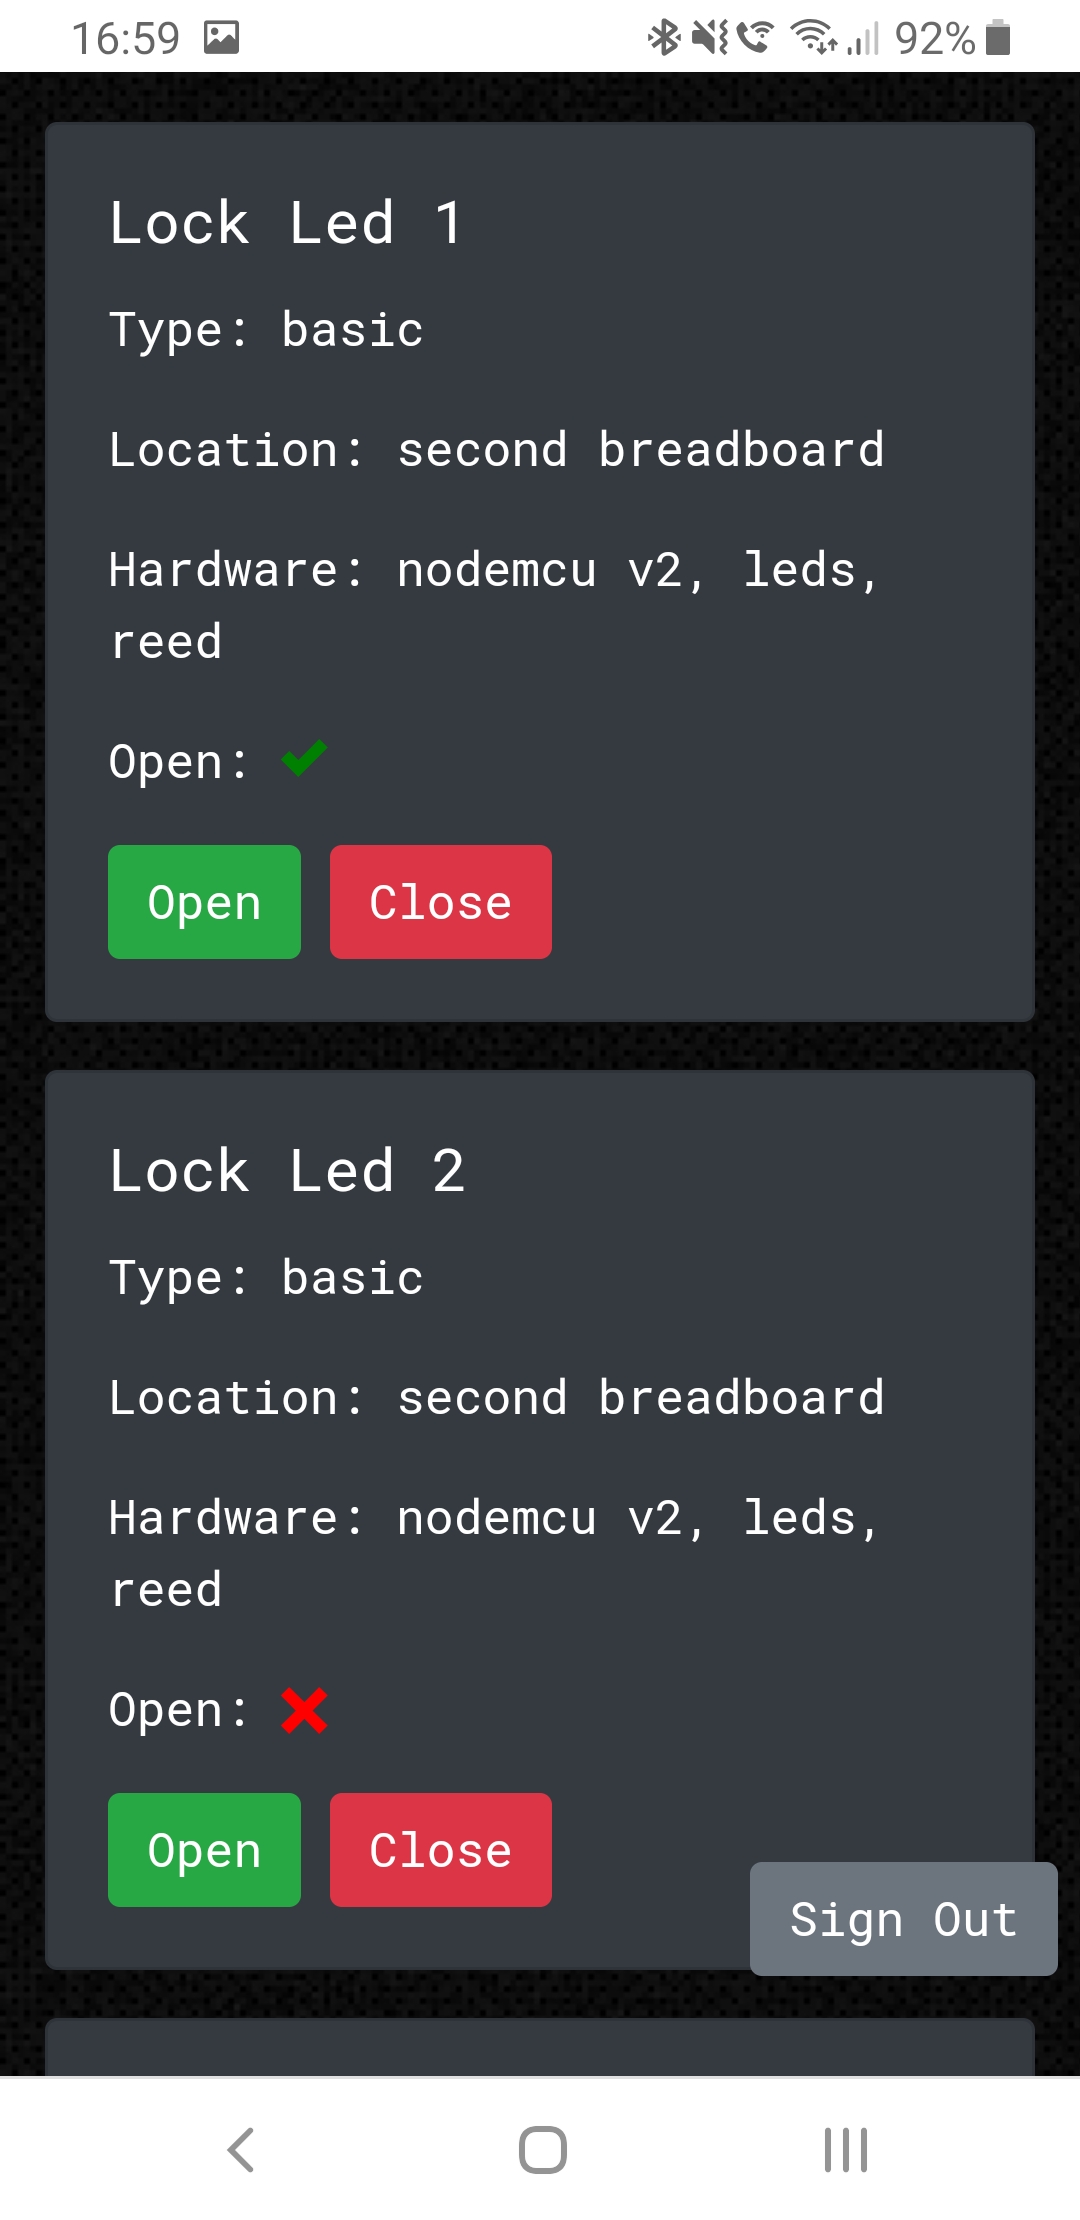 16:59 92%
Lock Led 1
Type: basic
Location: second breadboard
Hardware: nodemcu v2, leds,
reed
Open:
Open Close
Lock Led 2
Type: basic
Location: second breadboard
Hardware: nodemcu v2, leds,
reed
Open:
Open Close
Sign Out